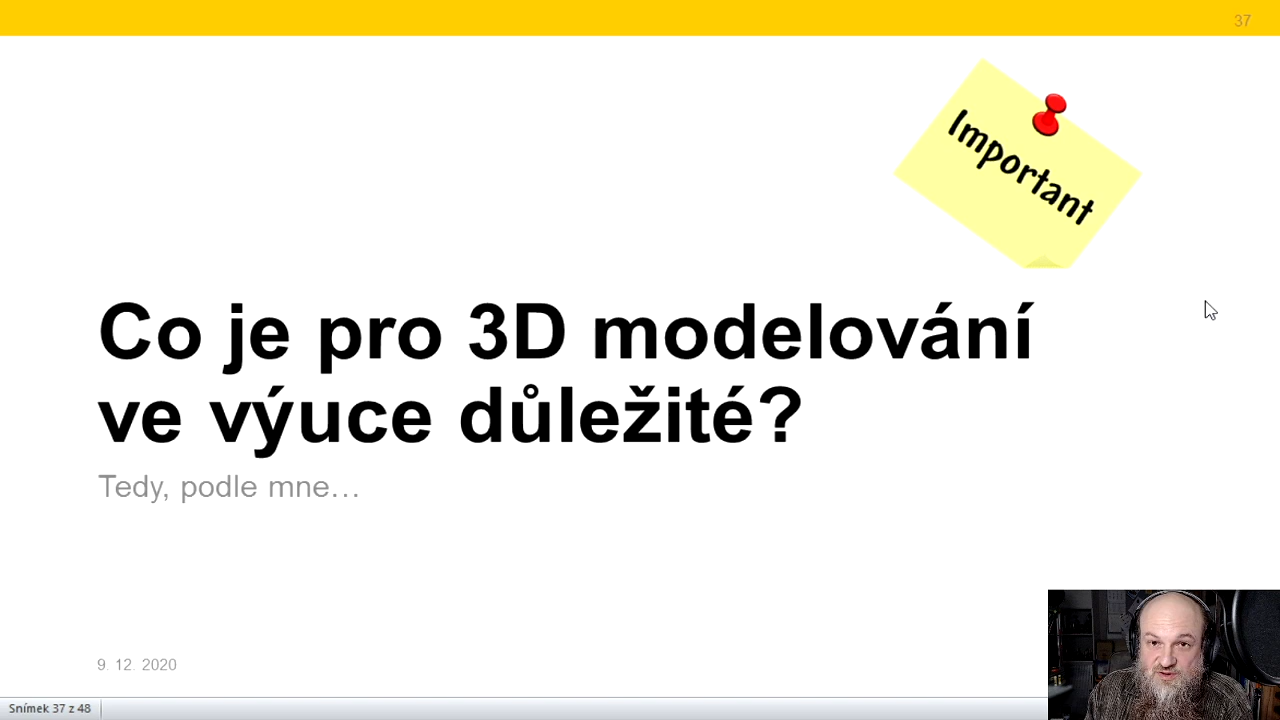 37
Important
Co je pro 3D modelování
ve výuce důležité?
Tedy, podle mne…
9. 12. 2020
Snímek 37 z 48